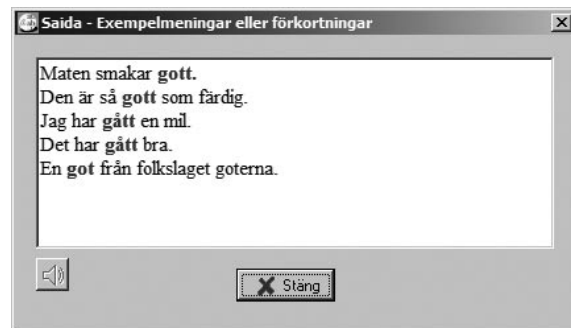 Saida - Exempelmeningar eller förkortningar
Maten smakar gott.
Den är så gott som färdig.
Jag har gått en mil.
Det har gått bra.
En got från folkslaget goterna.
Stäng